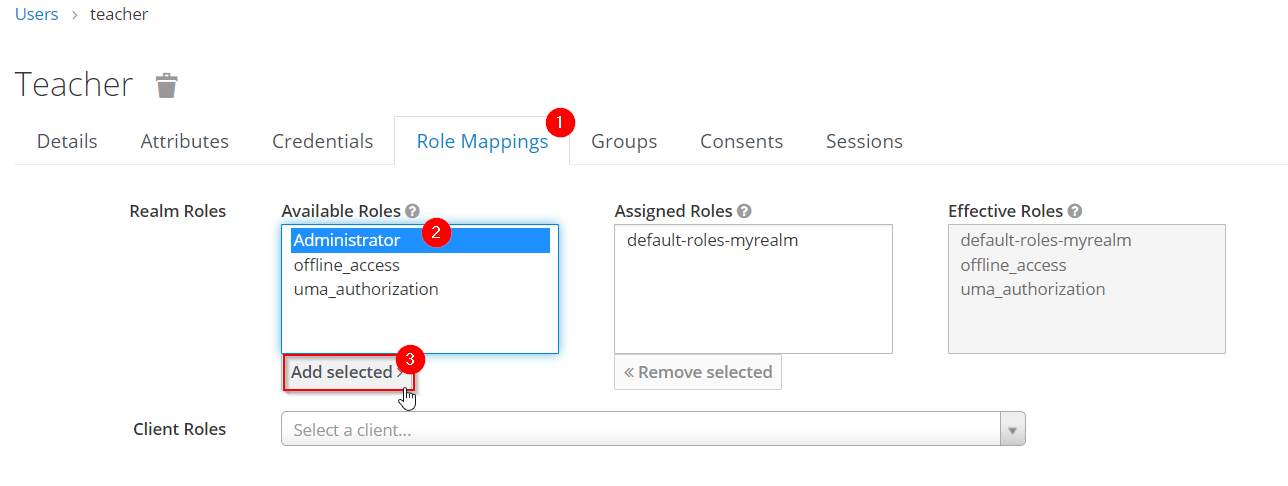 Users > teacher
Teacher
Details Attributes Credentials Role Mappings 1 Groups Consents Sessions
Realm Roles
Available Roles ?
Administrator 2
offline_access
uma_authorization
Add selected › 3
Assigned Roles ?
default-roles-myrealm
« Remove selected
Effective Roles ?
default-roles-myrealm
offline_access
uma_authorization
Client Roles
Select a client...